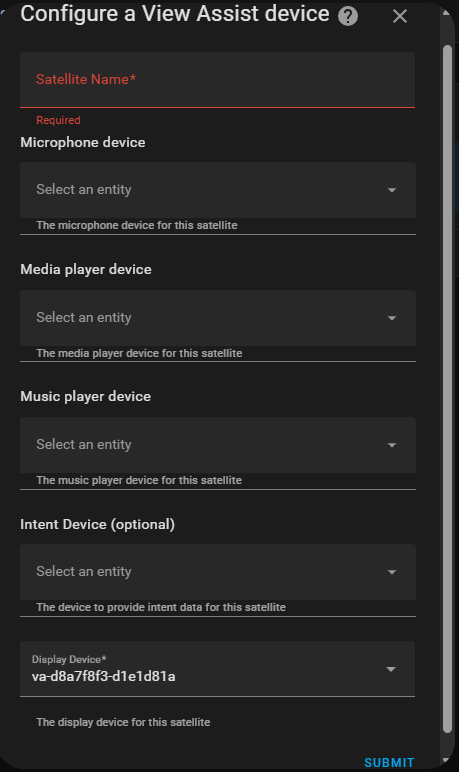 Configure a View Assist device
Satellite Name*
Required
Microphone device
Select an entity
The microphone device for this satellite
Media player device
Select an entity
The media player device for this satellite
Music player device
Select an entity
The music player device for this satellite
Intent Device (optional)
Select an entity
The device to provide intent data for this satellite
Display Device*
va-d8a7f8f3-d1e1d81a
The display device for this satellite
SUBMIT